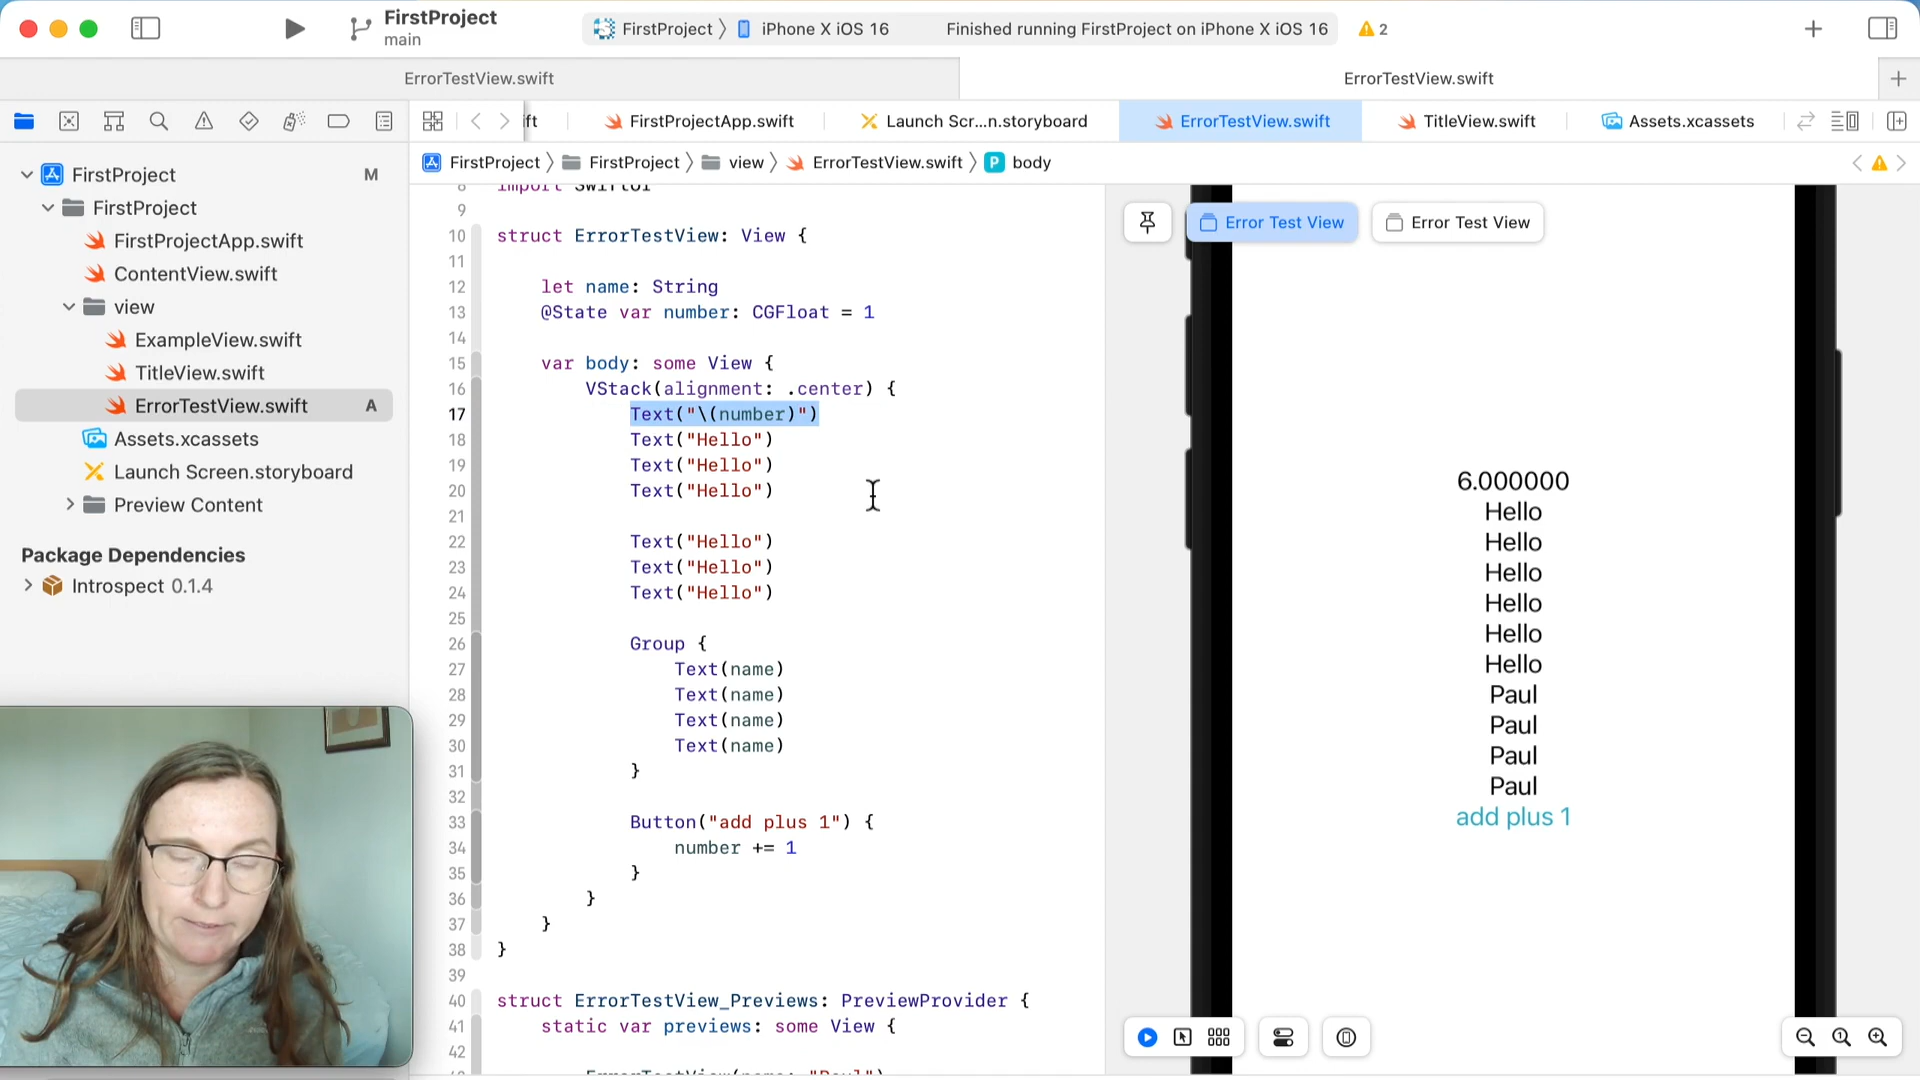 FirstProject
main
FirstProject
iPhone X iOS 16
Finished running FirstProject on iPhone X iOS 16
2
ErrorTestView.swift
ErrorTestView.swift
ift
FirstProjectApp.swift
Launch Scr...n.storyboard
ErrorTestView.swift
TitleView.swift
Assets.xcassets
FirstProject
FirstProject
view
ErrorTestView.swift
P
body
FirstProject
M
FirstProject
FirstProjectApp.swift
ContentView.swift
view
ExampleView.swift
TitleView.swift
ErrorTestView.swift
A
Assets.xcassets
Launch Screen.storyboard
Preview Content
Package Dependencies
Introspect 0.1.4
8 import SwiftUI
9
10 struct ErrorTestView: View {
11
12 let name: String
13 @State var number: CGFloat = 1
14
15 var body: some View {
16 VStack(alignment: .center) {
17 Text("\(number)")
18 Text("Hello")
19 Text("Hello")
20 Text("Hello")
21
22 Text("Hello")
23 Text("Hello")
24 Text("Hello")
25
26 Group {
27 Text(name)
28 Text(name)
29 Text(name)
30 Text(name)
31 }
32
33 Button("add plus 1") {
34 number += 1
35 }
36 }
37 }
38 }
39
40 struct ErrorTestView_Previews: PreviewProvider {
41 static var previews: some View {
42
ErrorTestView(name: "Paul")
Error Test View
Error Test View
6.000000
Hello
Hello
Hello
Hello
Hello
Hello
Paul
Paul
Paul
Paul
add plus 1